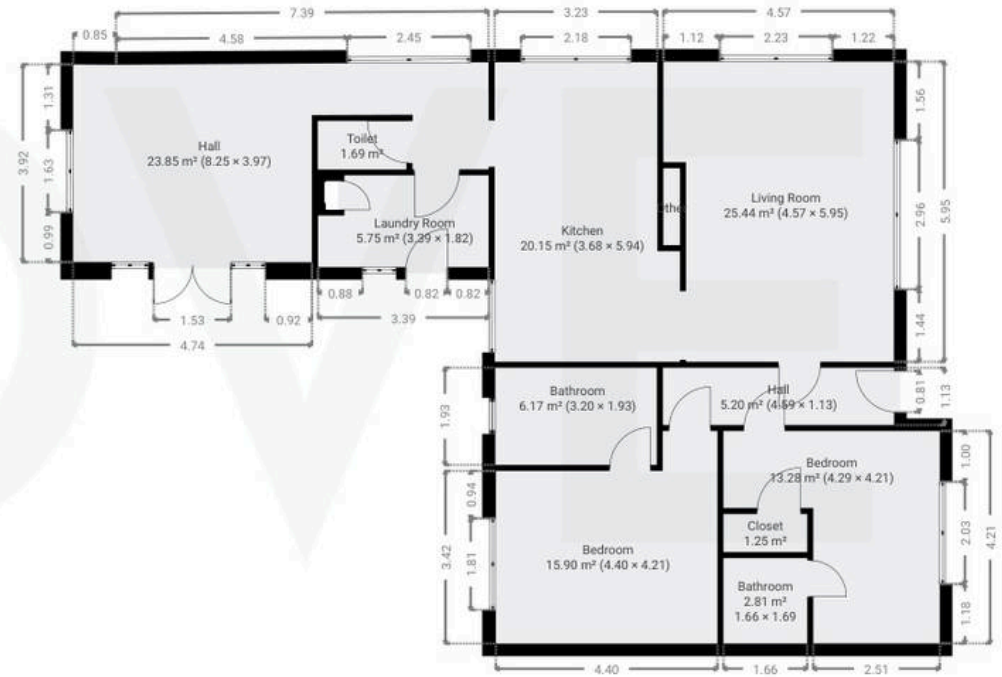 7.39
3.23
4.57
0.85
4.58
2.45
2.18
1.12
2.23
1.22
3.92
1.31
1.63
0.99
Hall
23.85 m² (8.25 × 3.97)
Toilet
1.69 m²
Laundry Room
5.75 m² (3.39 × 1.82)
Kitchen
20.15 m² (3.68 × 5.94)
Living Room
25.44 m² (4.57 × 5.95)
1.56
2.96
5.95
1.44
1.53
0.92
4.74
0.88
0.82
0.82
3.39
1.93
Bathroom
6.17 m² (3.20 × 1.93)
Hall
5.20 m² (4.59 × 1.13)
0.81
1.13
Bedroom
13.28 m² (4.29 × 4.21)
1.00
2.03
4.21
1.18
0.94
3.42
1.81
Bedroom
15.90 m² (4.40 × 4.21)
Closet
1.25 m²
Bathroom
2.81 m²
1.66 × 1.69
4.40
1.66
2.51